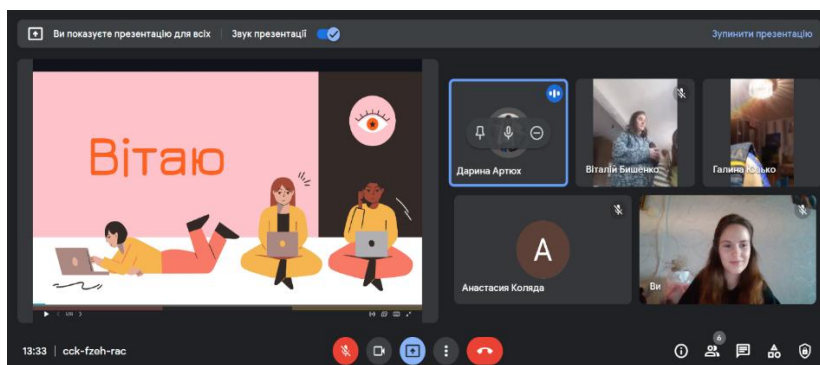 Ви показуєте презентацію для всіх
Звук презентації
Зупинити презентацію
Вітаю
Дарина Артюх
Віталій Бишенко
Галина
А
Анастасия Коляда
Ви
13:33 | cck-fzeh-rac
6